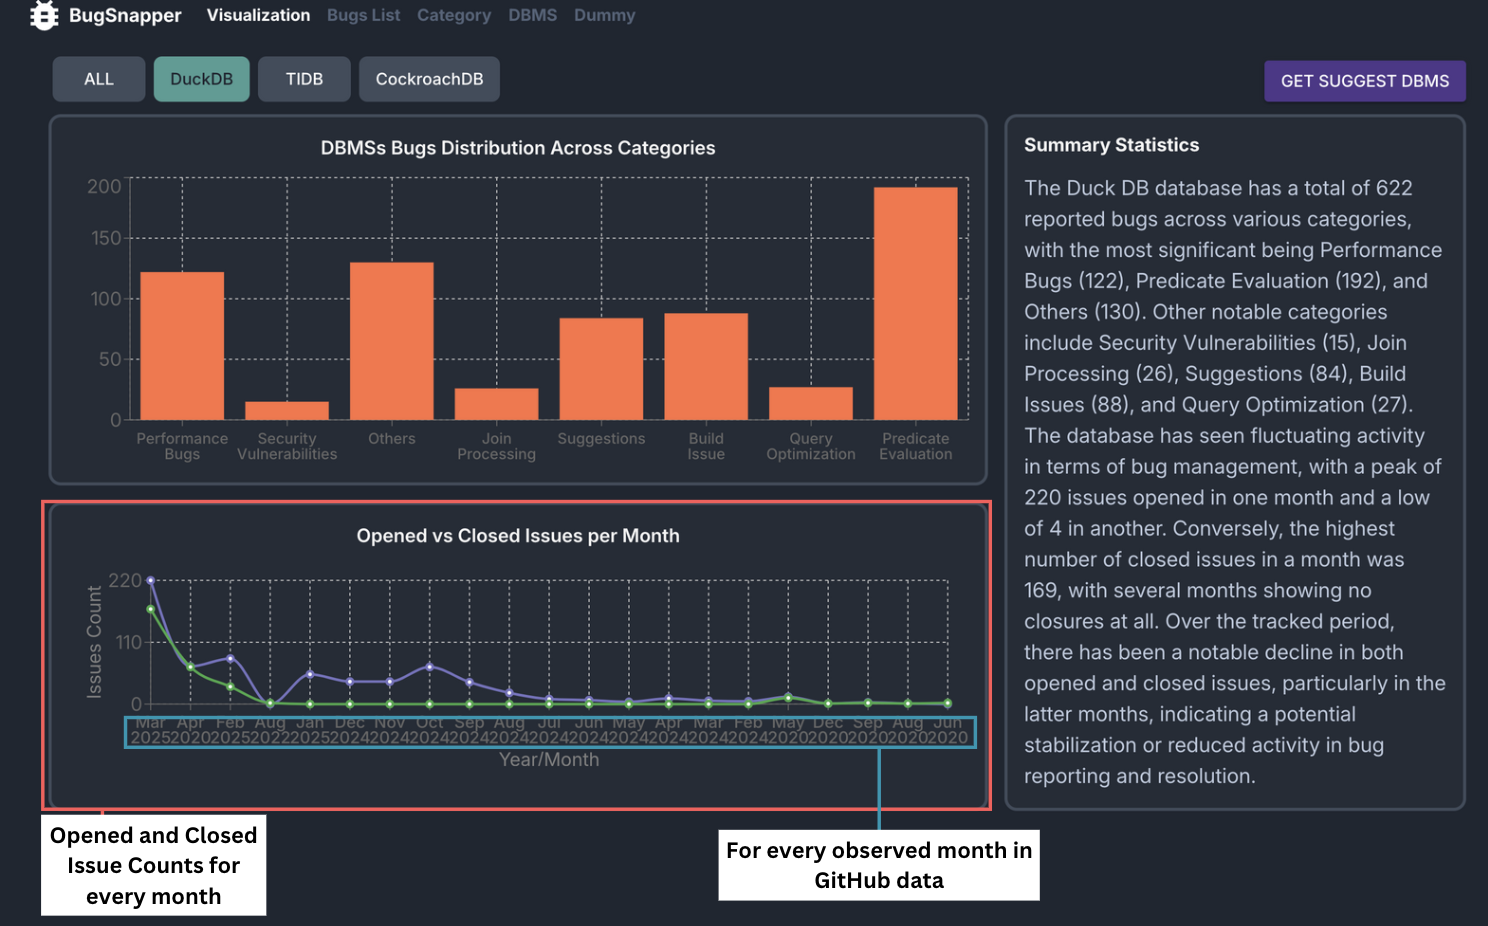 BugSnapper Visualization Bugs List Category DBMS Dummy
ALL DuckDB TIDB CockroachDB GET SUGGEST DBMS
DBMSs Bugs Distribution Across Categories
200
150
100
50
0
Performance Bugs
Security Vulnerabilities
Others
Join Processing
Suggestions
Build Issue
Query Optimization
Predicate Evaluation
Opened vs Closed Issues per Month
Issues Count
220
110
0
Mar Apr Feb Aug Jan Dec Nov Oct Sep Aug Jul Jun May Apr Mar Feb May Dec Sep Aug Jun
2025 2020 2025 2022 2025 2024 2024 2024 2024 2024 2024 2024 2024 2024 2024 2024 2020 2020 2020 2020 2020
Year/Month
Summary Statistics
The Duck DB database has a total of 622
reported bugs across various categories,
with the most significant being Performance
Bugs (122), Predicate Evaluation (192), and
Others (130). Other notable categories
include Security Vulnerabilities (15), Join
Processing (26), Suggestions (84), Build
Issues (88), and Query Optimization (27).
The database has seen fluctuating activity
in terms of bug management, with a peak of
220 issues opened in one month and a low
of 4 in another. Conversely, the highest
number of closed issues in a month was
169, with several months showing no
closures at all. Over the tracked period,
there has been a notable decline in both
opened and closed issues, particularly in the
latter months, indicating a potential
stabilization or reduced activity in bug
reporting and resolution.
Opened and Closed
Issue Counts for
every month
For every observed month in
GitHub data